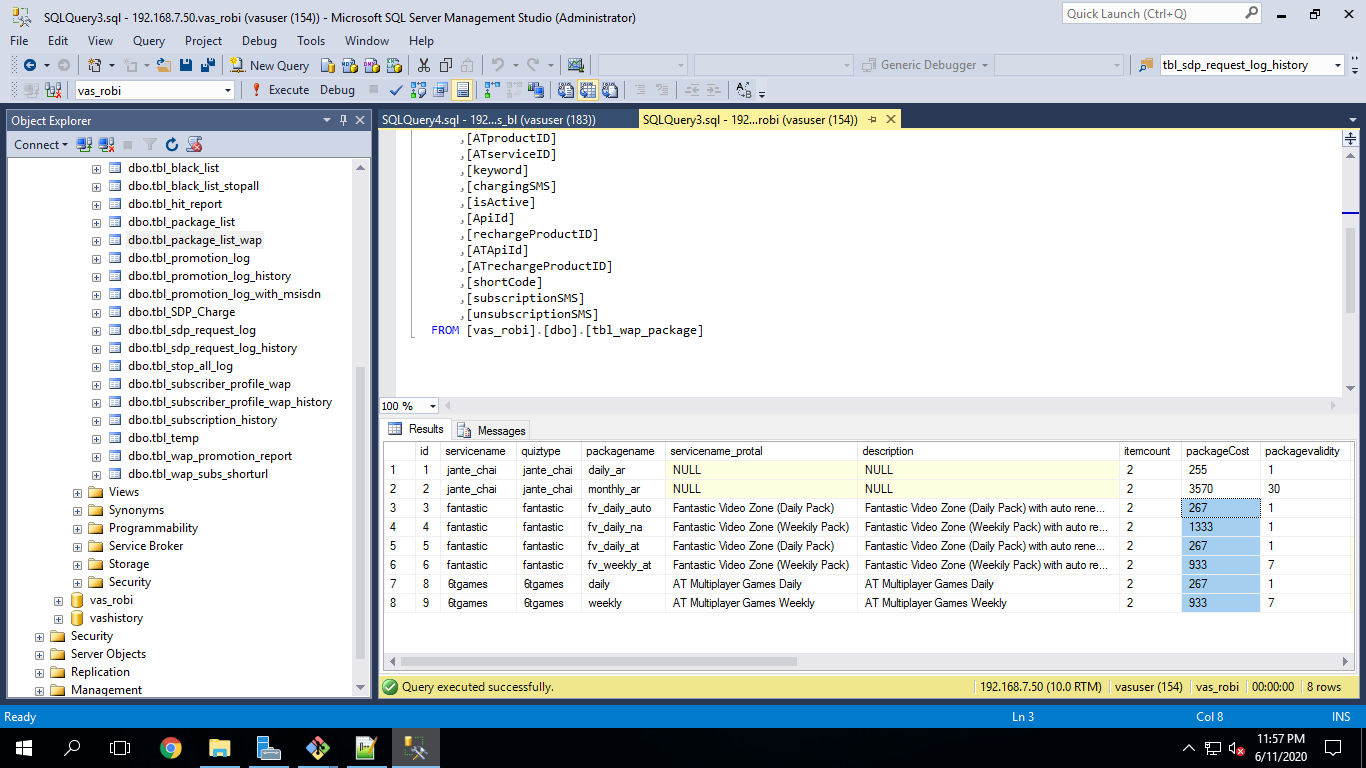 SQLQuery3.sql - 192.168.7.50.vas_robi (vasuser (154)) - Microsoft SQL Server Management Studio (Administrator)
Quick Launch (Ctrl+Q)
File Edit View Query Project Debug Tools Window Help
New Query
MDX DMX
Generic Debugger
tbl_sdp_request_log_history
vas_robi
Execute Debug
Object Explorer
Connect
dbo.tbl_black_list
dbo.tbl_black_list_stopall
dbo.tbl_hit_report
dbo.tbl_package_list
dbo.tbl_package_list_wap
dbo.tbl_promotion_log
dbo.tbl_promotion_log_history
dbo.tbl_promotion_log_with_msisdn
dbo.tbl_SDP_Charge
dbo.tbl_sdp_request_log
dbo.tbl_sdp_request_log_history
dbo.tbl_stop_all_log
dbo.tbl_subscriber_profile_wap
dbo.tbl_subscriber_profile_wap_history
dbo.tbl_subscription_history
dbo.tbl_temp
dbo.tbl_wap_promotion_report
dbo.tbl_wap_subs_shorturl
Views
Synonyms
Programmability
Service Broker
Storage
Security
vas_robi
vashistory
Security
Server Objects
Replication
Management
SQLQuery4.sql - 192...s_bl (vasuser (183))
SQLQuery3.sql - 192...robi (vasuser (154))
,[ATproductID]
,[ATserviceID]
,[keyword]
,[chargingSMS]
,[isActive]
,[ApiId]
,[rechargeProductID]
,[ATApiId]
,[ATrechargeProductID]
,[shortCode]
,[subscriptionSMS]
,[unsubscriptionSMS]
FROM [vas_robi].[dbo].[tbl_wap_package]
100 %
Results Messages
id servicename quiztype packagename servicename_protal description itemcount packageCost packagevalidity
1 1 jante_chai jante_chai daily_ar NULL NULL 2 255 1
2 2 jante_chai jante_chai monthly_ar NULL NULL 2 3570 30
3 3 fantastic fantastic fv_daily_auto Fantastic Video Zone (Daily Pack) Fantastic Video Zone (Daily Pack) with auto rene... 2 267 1
4 4 fantastic fantastic fv_daily_na Fantastic Video Zone (Weekily Pack) Fantastic Video Zone (Weekily Pack) with auto re... 2 1333 1
5 5 fantastic fantastic fv_daily_at Fantastic Video Zone (Daily Pack) Fantastic Video Zone (Daily Pack) with auto rene... 2 267 1
6 6 fantastic fantastic fv_weekly_at Fantastic Video Zone (Weekily Pack) Fantastic Video Zone (Weekily Pack) with auto re... 2 933 7
7 8 6tgames 6tgames daily AT Multiplayer Games Daily AT Multiplayer Games Daily 2 267 1
8 9 6tgames 6tgames weekly AT Multiplayer Games Weekly AT Multiplayer Games Weekly 2 933 7
Query executed successfully. 192.168.7.50 (10.0 RTM) vasuser (154) vas_robi 00:00:00 8 rows
Ready Ln 3 Col 8 INS
11:57 PM
6/11/2020